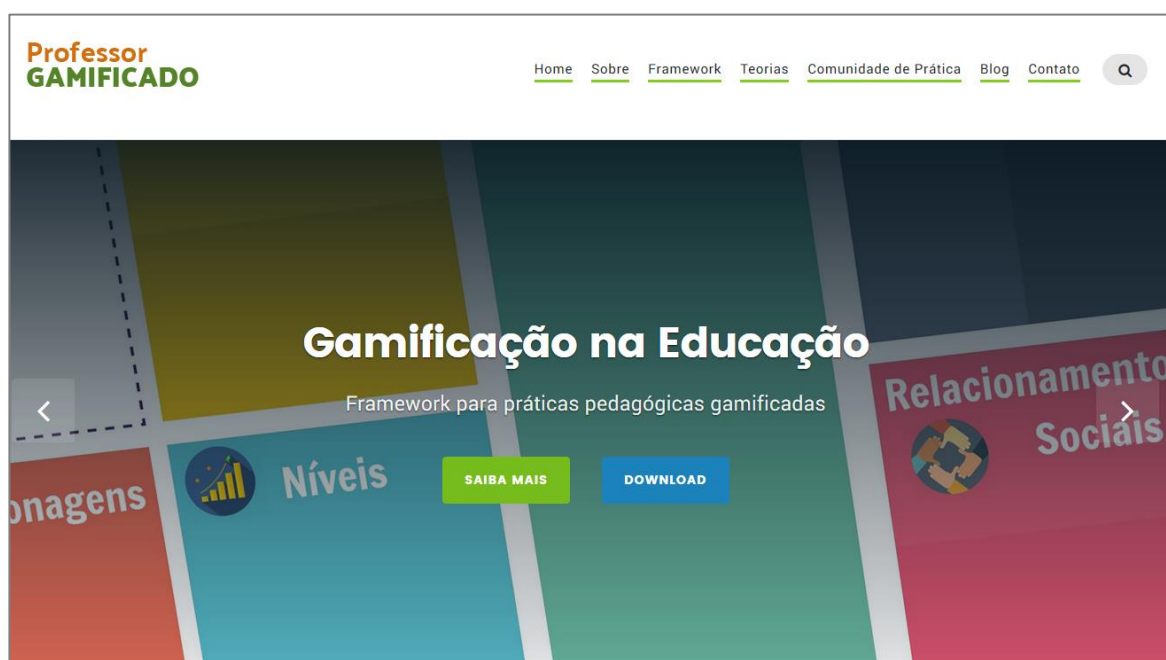 Professor
GAMIFICADO
Home Sobre Framework Teorias Comunidade de Prática Blog Contato
Gamificação na Educação
Framework para práticas pedagógicas gamificadas
Relacionamento
Sociais
Níveis
onagens
SAIBA MAIS DOWNLOAD